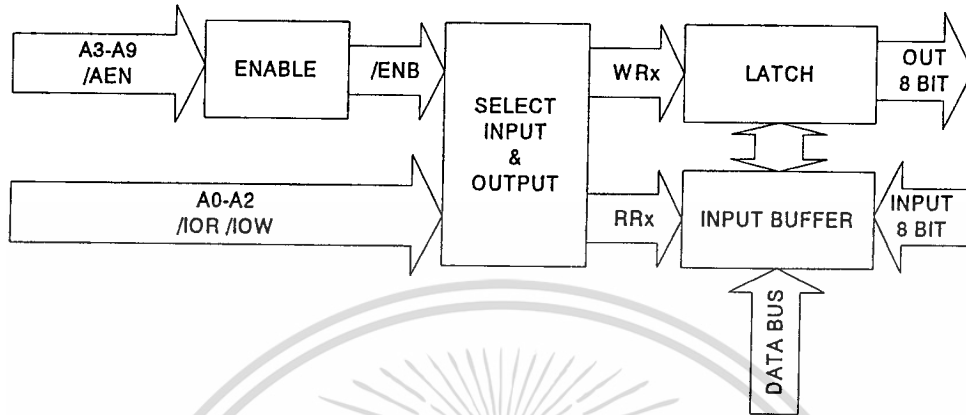 A3-A9
/AEN
ENABLE
/ENB
SELECT
INPUT
&
OUTPUT
WRx
LATCH
OUT
8 BIT
A0-A2
/IOR /IOW
RRx
INPUT BUFFER
INPUT
8 BIT
DATA BUS